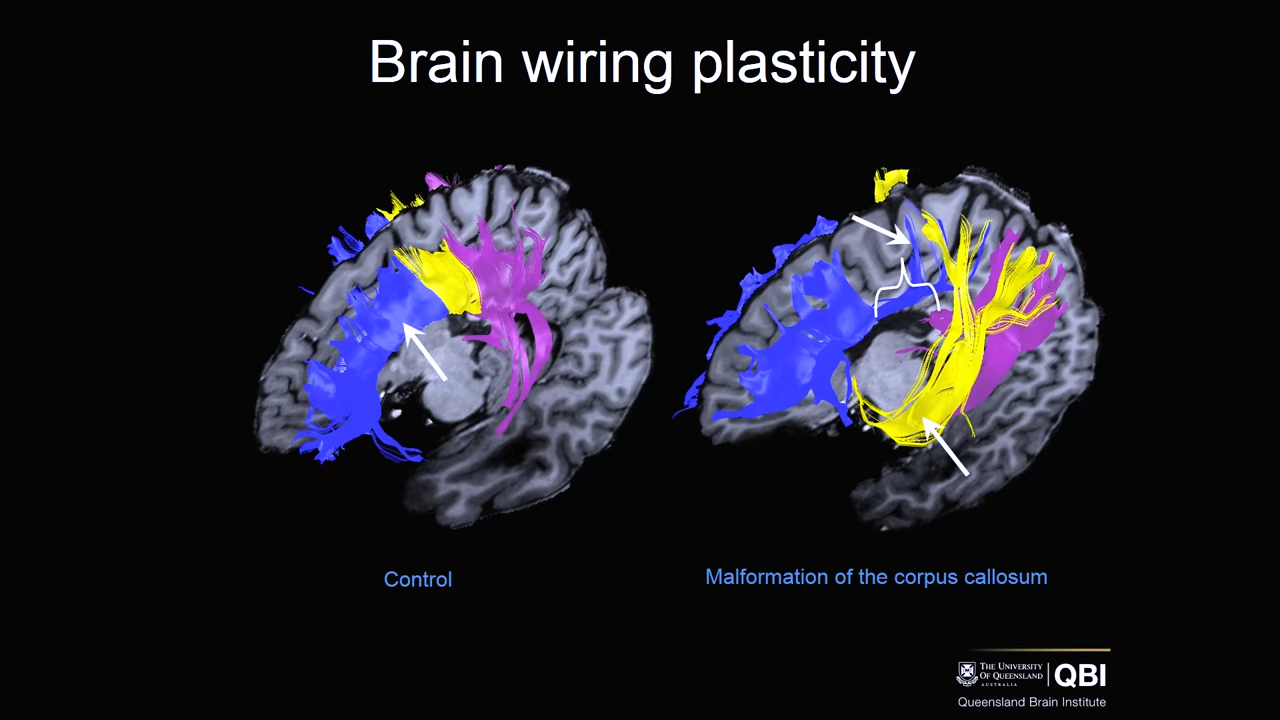 Brain wiring plasticity
Control
Malformation of the corpus callosum
THE UNIVERSITY
OF QUEENSLAND
AUSTRALIA
QBI
Queensland Brain Institute